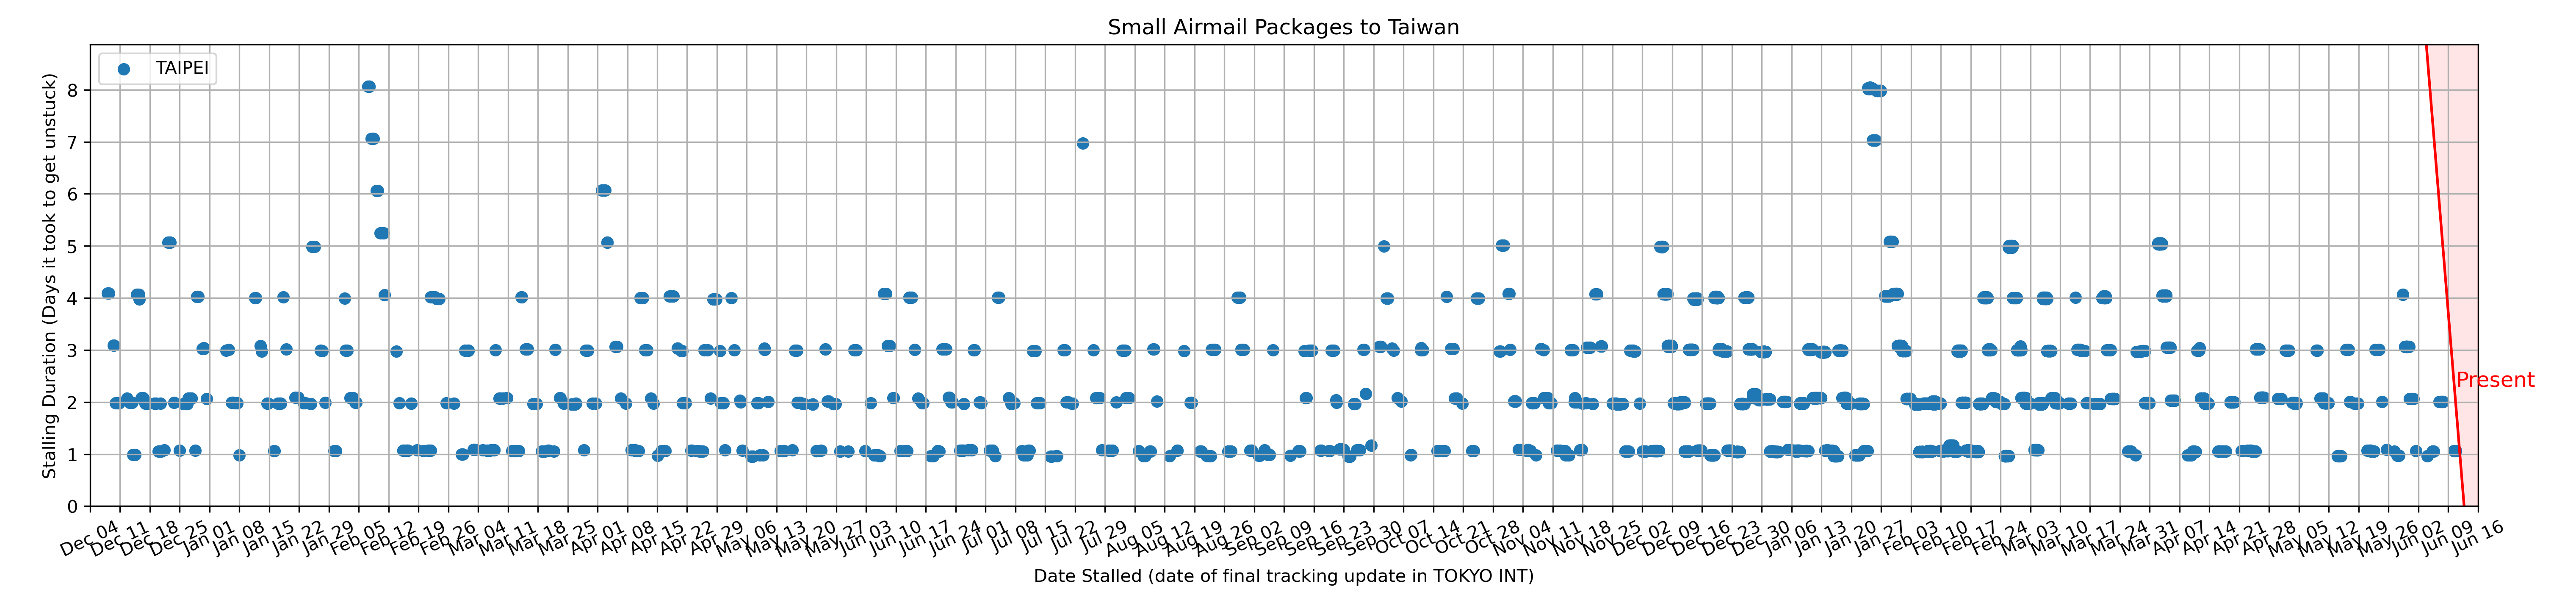 Small Airmail Packages to Taiwan
TAIPEI
Stalling Duration (Days it took to get unstuck)
8
7
6
5
4
3
2
1
0
Present
Dec 04 Dec 11 Dec 18 Dec 25 Jan 01 Jan 08 Jan 15 Jan 22 Jan 29 Feb 05 Feb 12 Feb 19 Feb 26 Mar 04 Mar 11 Mar 18 Mar 25 Apr 01 Apr 08 Apr 15 Apr 22 Apr 29 May 06 May 13 May 20 May 27 Jun 03 Jun 10 Jun 17 Jun 24 Jul 01 Jul 08 Jul 15 Jul 22 Jul 29 Aug 05 Aug 12 Aug 19 Aug 26 Sep 02 Sep 09 Sep 16 Sep 23 Sep 30 Oct 07 Oct 14 Oct 21 Oct 28 Nov 04 Nov 11 Nov 18 Nov 25 Dec 02 Dec 09 Dec 16 Dec 23 Dec 30 Jan 06 Jan 13 Jan 20 Jan 27 Feb 03 Feb 10 Feb 17 Feb 24 Mar 03 Mar 10 Mar 17 Mar 24 Mar 31 Apr 07 Apr 14 Apr 21 Apr 28 May 05 May 12 May 19 May 26 Jun 02 Jun 09 Jun 16
Date Stalled (date of final tracking update in TOKYO INT)